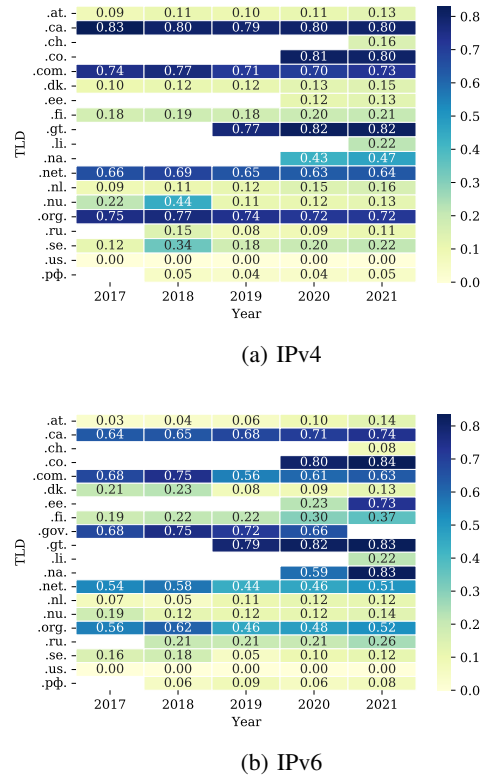 .at. 0.09 0.11 0.10 0.11 0.13
.ca. 0.83 0.80 0.79 0.80 0.80
.ch. 0.16
.co. 0.81 0.80
.com. 0.74 0.77 0.71 0.70 0.73
.dk. 0.10 0.12 0.12 0.13 0.15
.ee. 0.12 0.13
.fi. 0.18 0.19 0.18 0.20 0.21
.gt. 0.77 0.82 0.82
.li. 0.22
.na. 0.43 0.47
.net. 0.66 0.69 0.65 0.63 0.64
.nl. 0.09 0.11 0.12 0.15 0.16
.nu. 0.22 0.44 0.11 0.12 0.13
.org. 0.75 0.77 0.74 0.72 0.72
.ru. 0.15 0.08 0.09 0.11
.se. 0.12 0.34 0.18 0.20 0.22
.us. 0.00 0.00 0.00 0.00 0.00
.рф. 0.05 0.04 0.04 0.05
2017 2018 2019 2020 2021
Year
TLD
0.8
0.7
0.6
0.5
0.4
0.3
0.2
0.1
0.0
(a) IPv4
.at. 0.03 0.04 0.06 0.10 0.14
.ca. 0.64 0.65 0.68 0.71 0.74
.ch. 0.08
.co. 0.80 0.84
.com. 0.68 0.75 0.56 0.61 0.63
.dk. 0.21 0.23 0.08 0.09 0.13
.ee. 0.23 0.73
.fi. 0.19 0.22 0.22 0.30 0.37
.gov. 0.68 0.75 0.72 0.66
.gt. 0.79 0.82 0.83
.li. 0.22
.na. 0.59 0.83
.net. 0.54 0.58 0.44 0.46 0.51
.nl. 0.07 0.05 0.11 0.12 0.12
.nu. 0.19 0.12 0.12 0.12 0.14
.org. 0.56 0.62 0.46 0.48 0.52
.ru. 0.21 0.21 0.21 0.26
.se. 0.16 0.18 0.05 0.10 0.12
.us. 0.00 0.00 0.00 0.00 0.00
.рф. 0.06 0.09 0.06 0.08
2017 2018 2019 2020 2021
Year
TLD
0.8
0.7
0.6
0.5
0.4
0.3
0.2
0.1
0.0
(b) IPv6